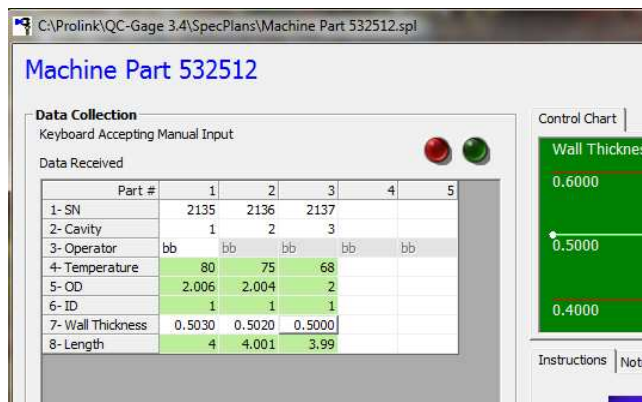 C:\Prolink\QC-Gage 3.4\SpecPlans\Machine Part 532512.spl
Machine Part 532512
Data Collection
Keyboard Accepting Manual Input
Data Received
Part # 1 2 3 4 5
1- SN 2135 2136 2137
2- Cavity 1 2 3
3- Operator bb bb bb bb bb
4- Temperature 80 75 68
5- OD 2.006 2.004 2
6- ID 1 1 1
7- Wall Thickness 0.5030 0.5020 0.5000
8- Length 4 4.001 3.99
Control Chart
Wall Thicknes
0.6000
0.5000
0.4000
Instructions Not